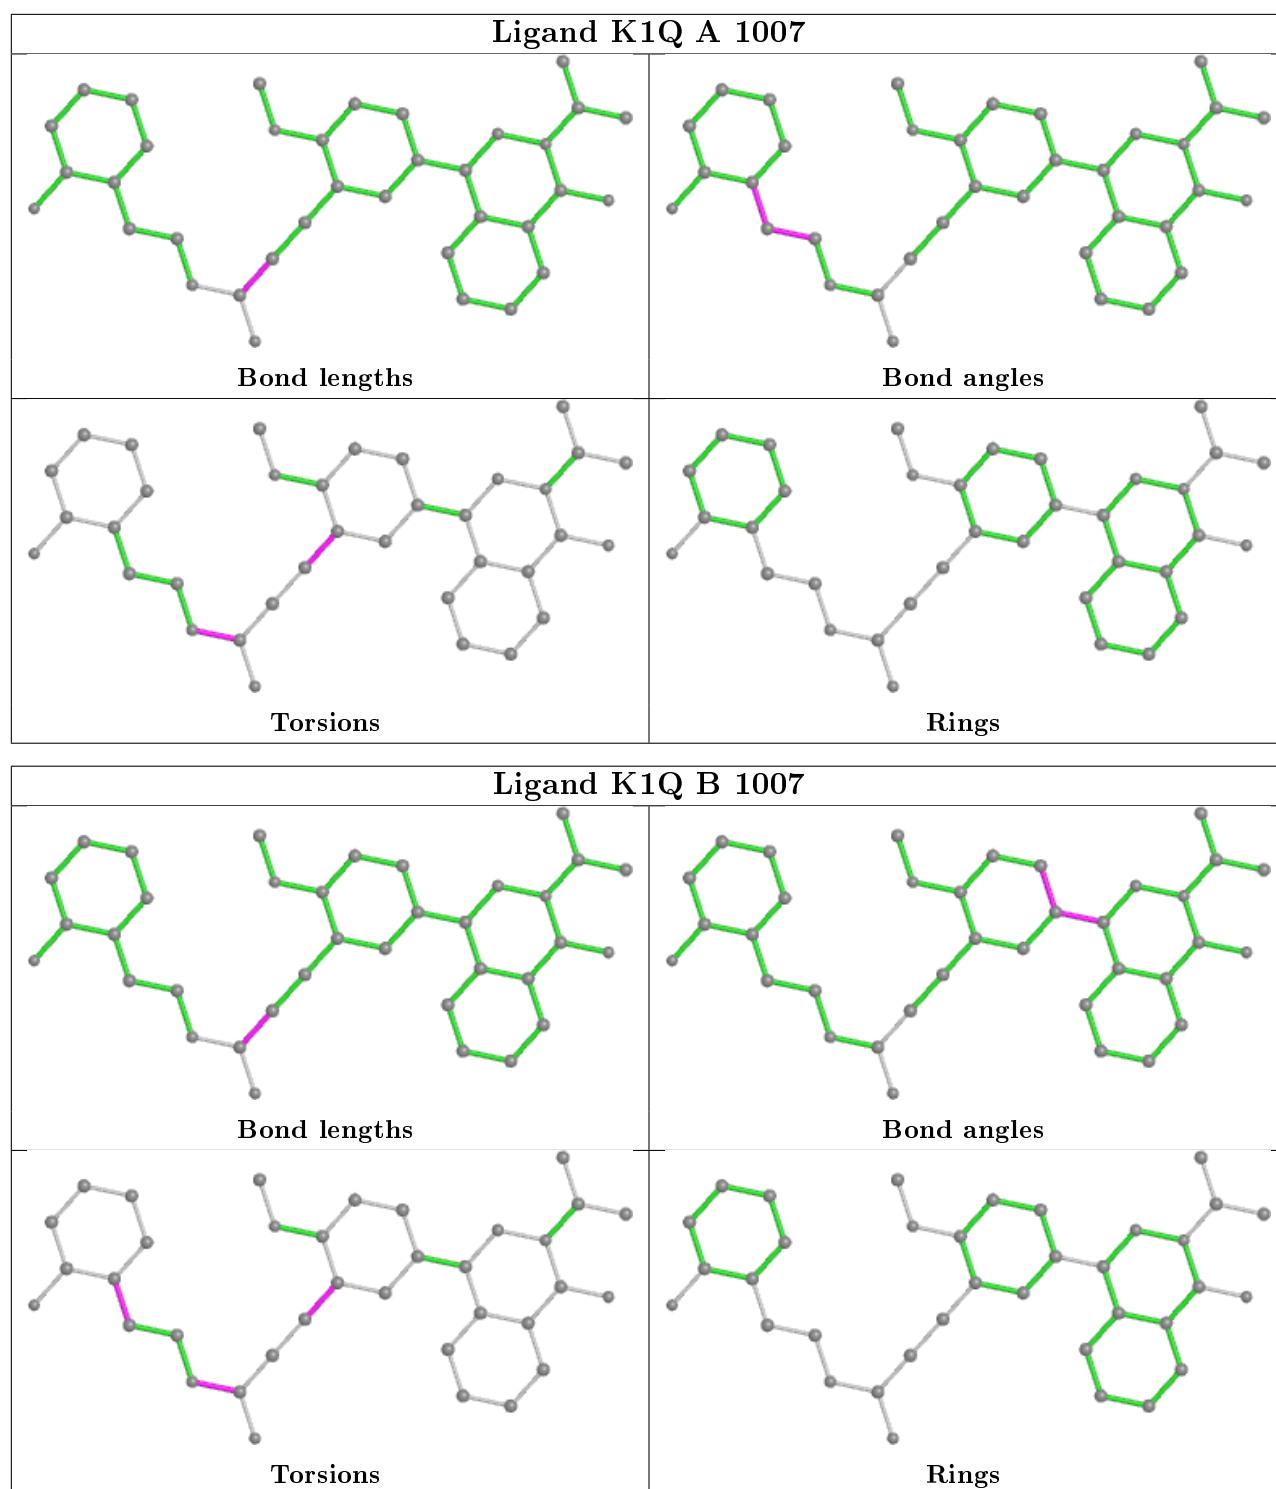 Ligand K1Q A 1007
Bond lengths
Bond angles
Torsions
Rings
Ligand K1Q B 1007
Bond lengths
Bond angles
Torsions
Rings